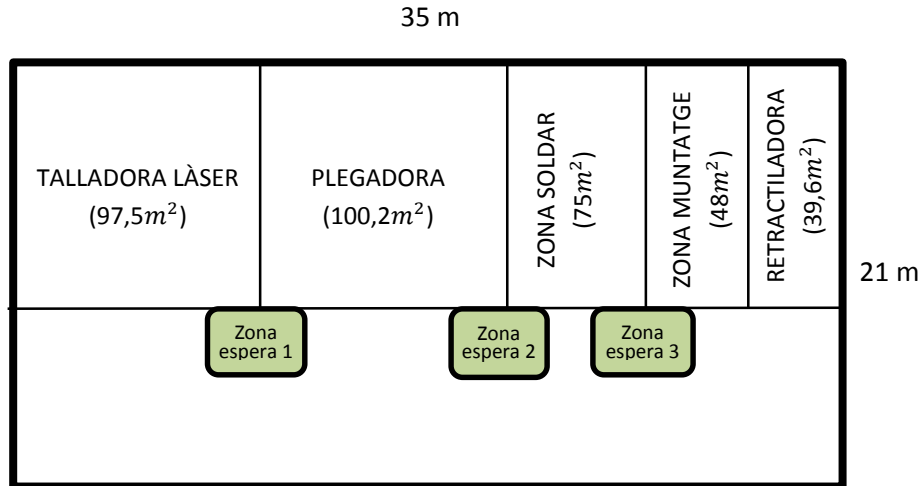 35 m
TALLADORA LÀSER
(97,5m²)
PLEGADORA
(100,2m²)
ZONA SOLDAR
(75m²)
ZONA MUNTATGE
(48m²)
RETRACTILADORA
(39,6m²)
21 m
Zona
espera 1
Zona
espera 2
Zona
espera 3